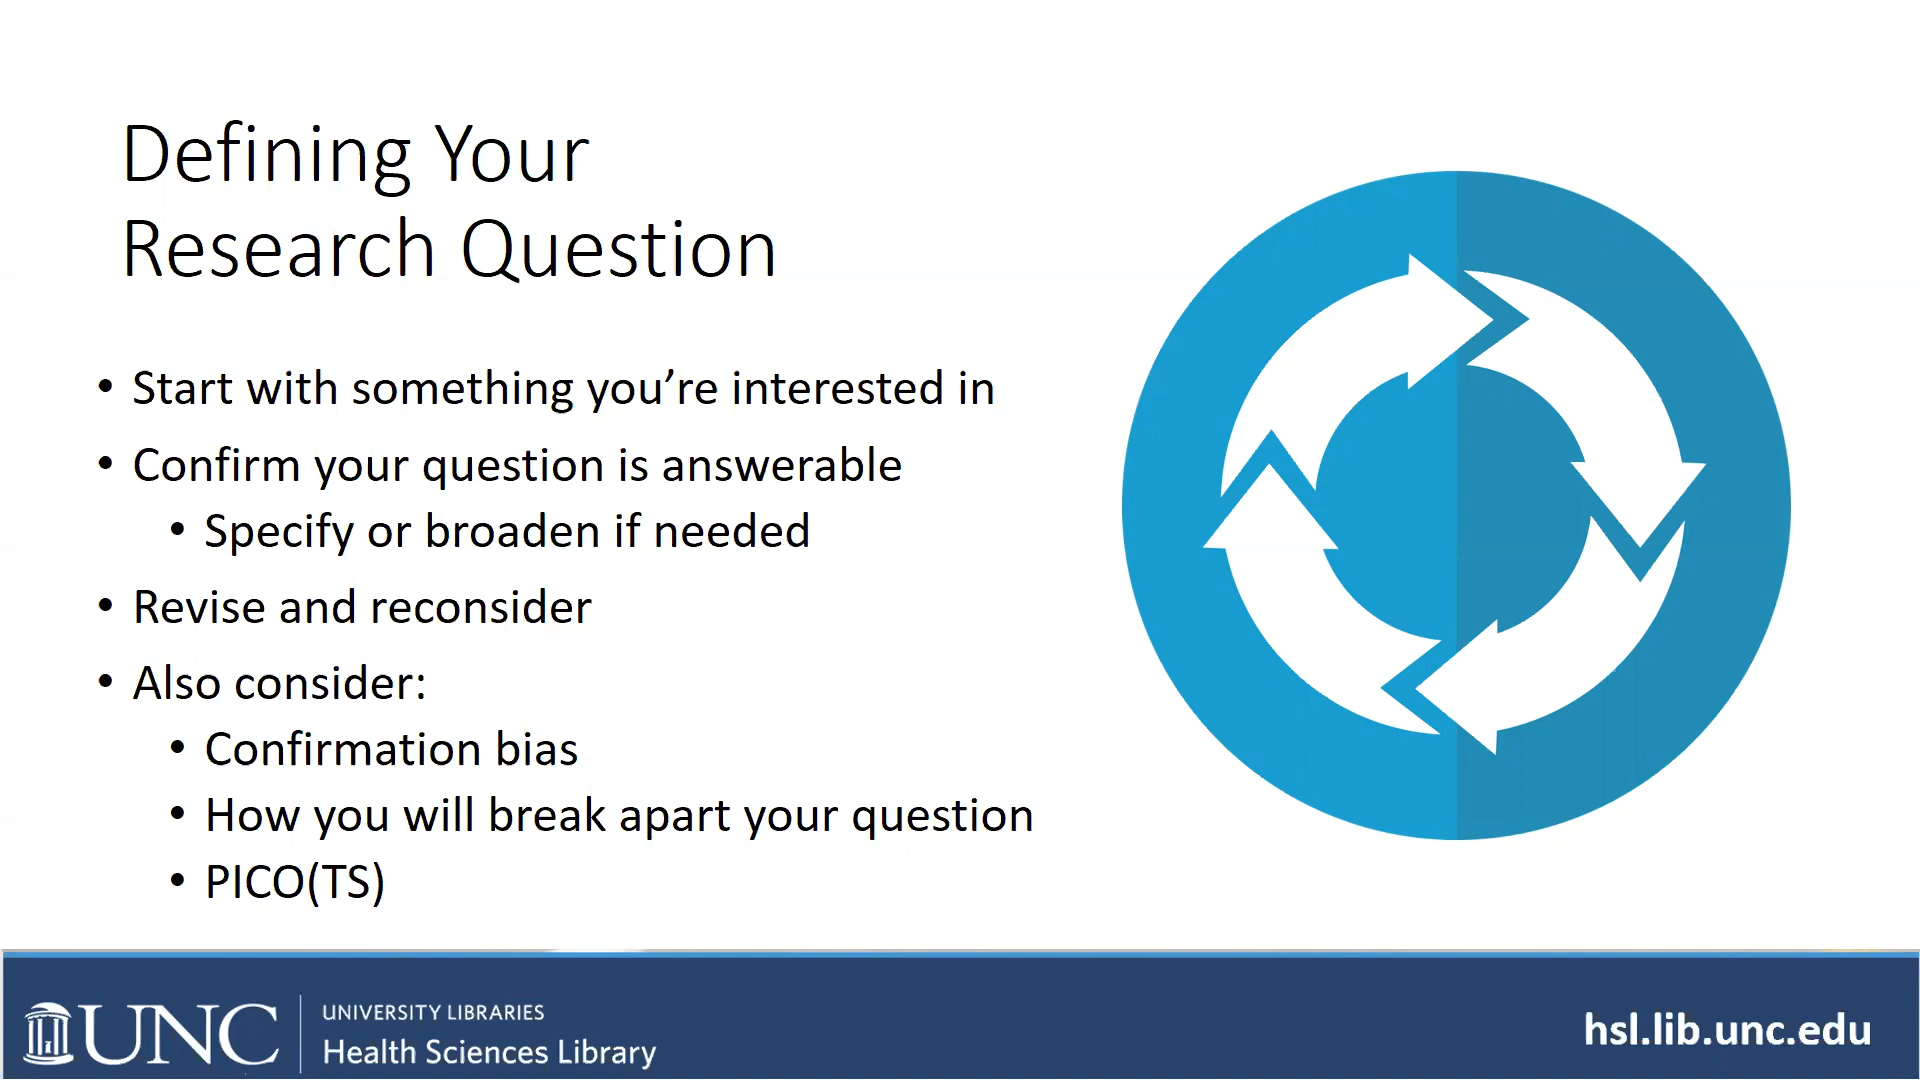 Defining Your
Research Question
• Start with something you’re interested in
• Confirm your question is answerable
• Specify or broaden if needed
• Revise and reconsider
• Also consider:
• Confirmation bias
• How you will break apart your question
• PICO(TS)
UNC
UNIVERSITY LIBRARIES
Health Sciences Library
hsl.lib.unc.edu